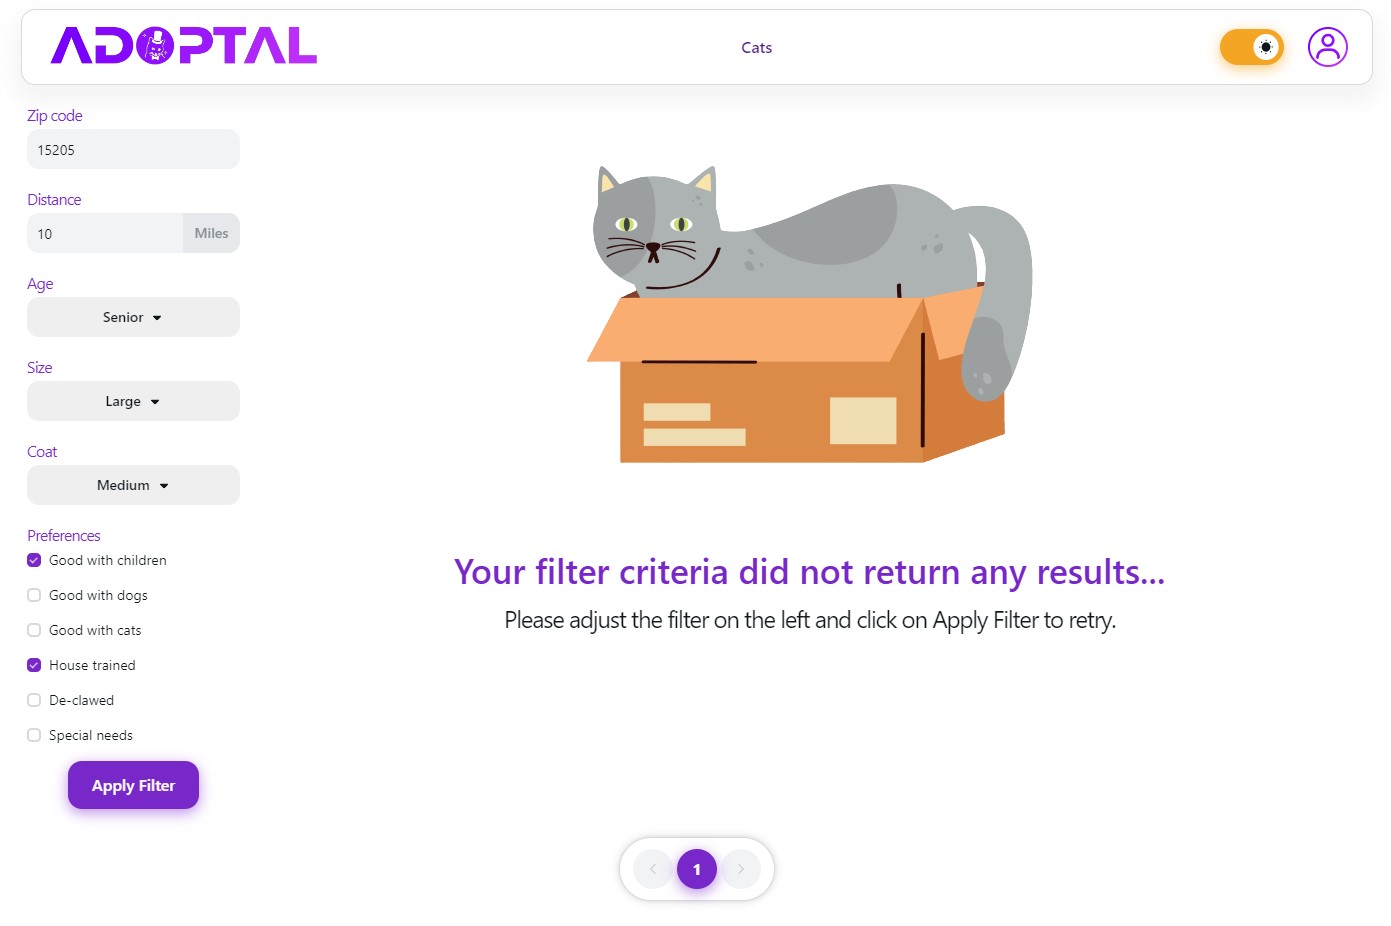 ADOPTAL
Cats
Zip code
15205
Distance
10
Miles
Age
Senior
Size
Large
Coat
Medium
Preferences
Good with children
Good with dogs
Good with cats
House trained
De-clawed
Special needs
Apply Filter
Your filter criteria did not return any results...
Please adjust the filter on the left and click on Apply Filter to retry.
1